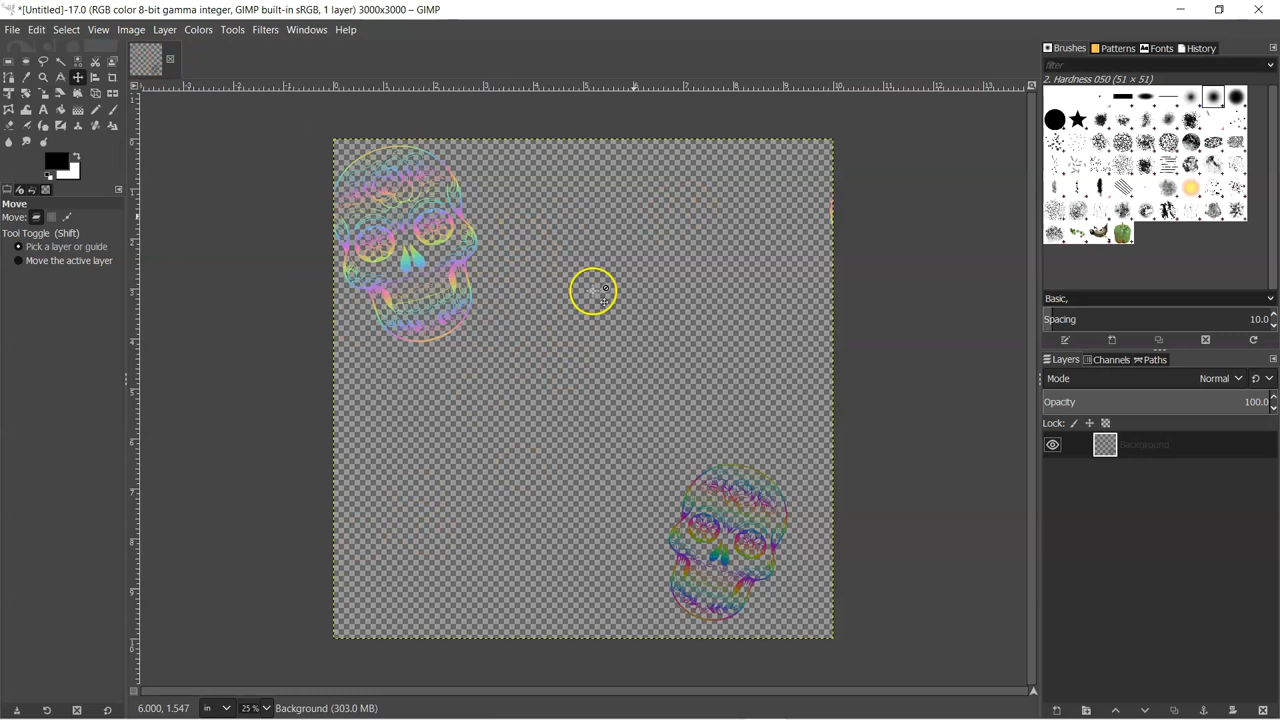 *[Untitled]-17.0 (RGB color 8-bit gamma integer, GIMP built-in sRGB, 1 layer) 3000x3000 – GIMP
File Edit Select View Image Layer Colors Tools Filters Windows Help
Brushes Patterns Fonts History
filter
2. Hardness 050 (51 × 51)
Move
Move:
Tool Toggle (Shift)
Pick a layer or guide
Move the active layer
Basic,
Spacing 10.0
Layers Channels Paths
Mode Normal
Opacity 100.0
Lock:
Background
6.000, 1.547 in 25 % Background (303.0 MB)